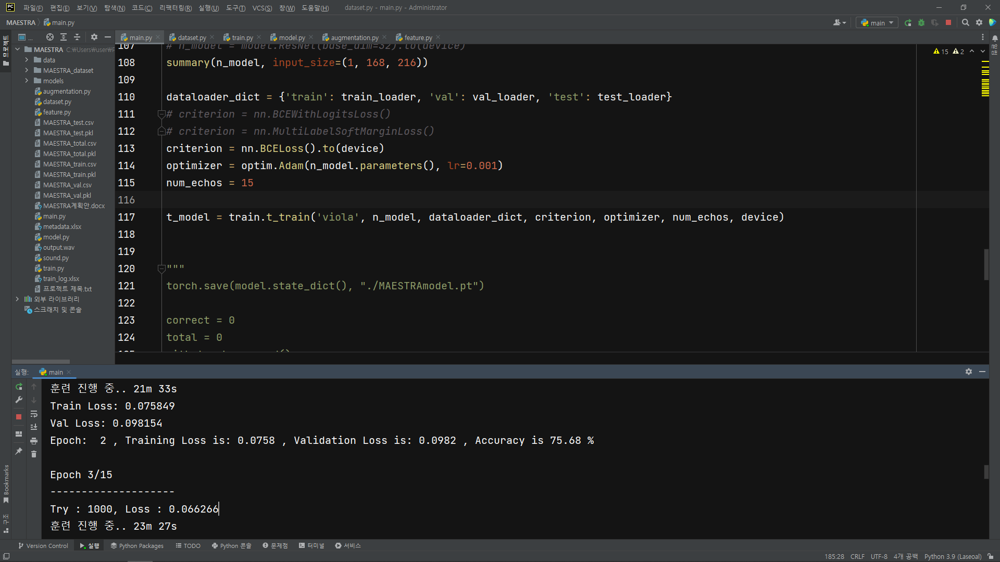 PC 파일(F) 편집(E) 보기(V) 탐색(N) 코드(C) 리팩터링(R) 실행(U) 도구(T) VCS(S) 창(W) 도움말(H) dataset.py - main.py - Administrator
MAESTRA main.py main
... main.py dataset.py train.py model.py augmentation.py feature.py
프로젝트
MAESTRA C:₩Users₩user₩P
data
MAESTRA_dataset
models
augmentation.py
dataset.py
feature.py
MAESTRA_test.csv
MAESTRA_test.pkl
MAESTRA_total.csv
MAESTRA_total.pkl
MAESTRA_train.csv
MAESTRA_train.pkl
MAESTRA_val.csv
MAESTRA_val.pkl
MAESTRA계획안.docx
main.py
metadata.xlsx
model.py
output.wav
sound.py
train.py
train_log.xlsx
프로젝트 제목.txt
외부 라이브러리
스크래치 및 콘솔
15 2
알림
107 # n_model = model.ResNet(base_dim=32).to(device)
108 summary(n_model, input_size=(1, 168, 216))
109
110 dataloader_dict = {'train': train_loader, 'val': val_loader, 'test': test_loader}
111 # criterion = nn.BCEWithLogitsLoss()
112 # criterion = nn.MultiLabelSoftMarginLoss()
113 criterion = nn.BCELoss().to(device)
114 optimizer = optim.Adam(n_model.parameters(), lr=0.001)
115 num_echos = 15
116
117 t_model = train.t_train('viola', n_model, dataloader_dict, criterion, optimizer, num_echos, device)
118
119
120 """
121 torch.save(model.state_dict(), "./MAESTRAmodel.pt")
122
123 correct = 0
124 total = 0
실행: main
훈련 진행 중.. 21m 33s
Train Loss: 0.075849
Val Loss: 0.098154
Epoch:  2 , Training Loss is: 0.0758 , Validation Loss is: 0.0982 , Accuracy is 75.68 %
Epoch 3/15
--------------------
Try : 1000, Loss : 0.066266
훈련 진행 중.. 23m 27s
Bookmarks
구조
Version Control 실행 Python Packages TODO Python 콘솔 문제점 터미널 서비스
185:28 CRLF UTF-8 4개 공백 Python 3.9 (Laseoal)